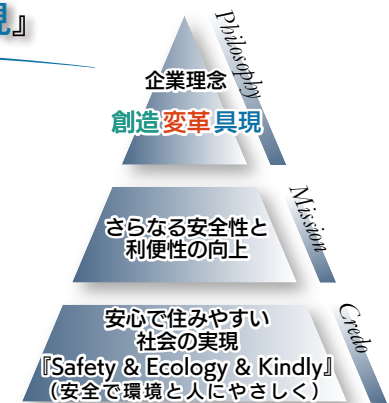 現』
Philosophy
企業理念
創造 変革 具現
Mission
さらなる安全性と
利便性の向上
Credo
安心で住みやすい
社会の実現
『Safety & Ecology & Kindly』
(安全で環境と人にやさしく)